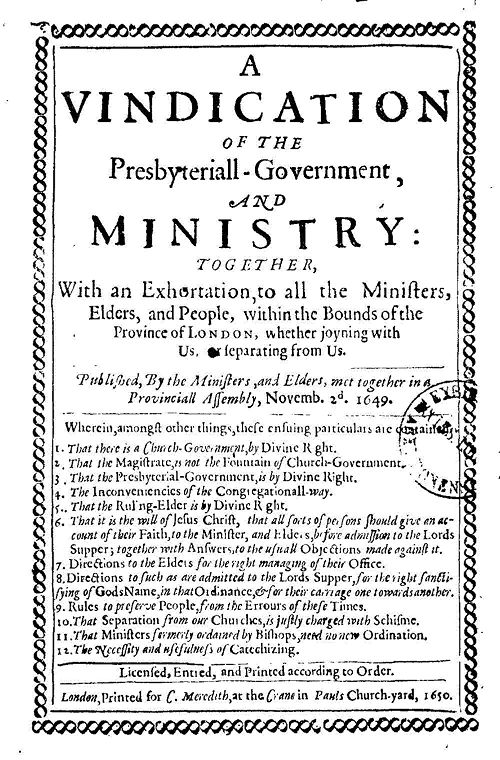 A
VINDICATION
OF THE
Presbyteriall-Government,
AND
MINISTRY:
TOGETHER,
With an Exhortation, to all the Miniſters,
Elders, and People, within the Bounds of the
Province of LONDON, whether joyning with
Us, or ſeparating from Us.
Publiſhed, By the Miniſters, and Elders, met together in a
Provinciall Aſſembly, Novemb. 2d. 1649.
Wherein, amongſt other things, theſe enſuing particulars are contained.
1. That there is a Church-Government, by Divine Right.
2. That the Magiſtrate, is not the Fountain of Church-Government.
3. That the Presbyterial-Government, is by Divine Right.
4. The Inconveniencies of the Congregationall-way.
5. That the Ruling-Elder is by Divine Right.
6. That it is the will of Jeſus Chriſt, that all ſorts of perſons ſhould give an ac-
count of their Faith, to the Miniſter, and Elders, before admiſſion to the Lords
Supper; together with Anſwers, to the uſuall Objections made againſt it.
7. Directions to the Elders for the right managing of their Office.
8. Directions to ſuch as are admitted to the Lords Supper, for the right ſancti-
fying of Gods Name, in that Ordinance, & for their carriage one towards another.
9. Rules to preſerve People, from the Errours of theſe Times.
10. That Separation from our Churches, is juſtly charged with Schiſme.
11. That Miniſters formerly ordained by Biſhops, need no new Ordination.
12. The Neceſſity and uſefulneſs of Catechizing.
Licenſed, Entred, and Printed according to Order.
London, Printed for C. Meredith, at the Crane in Pauls Church-yard, 1650.